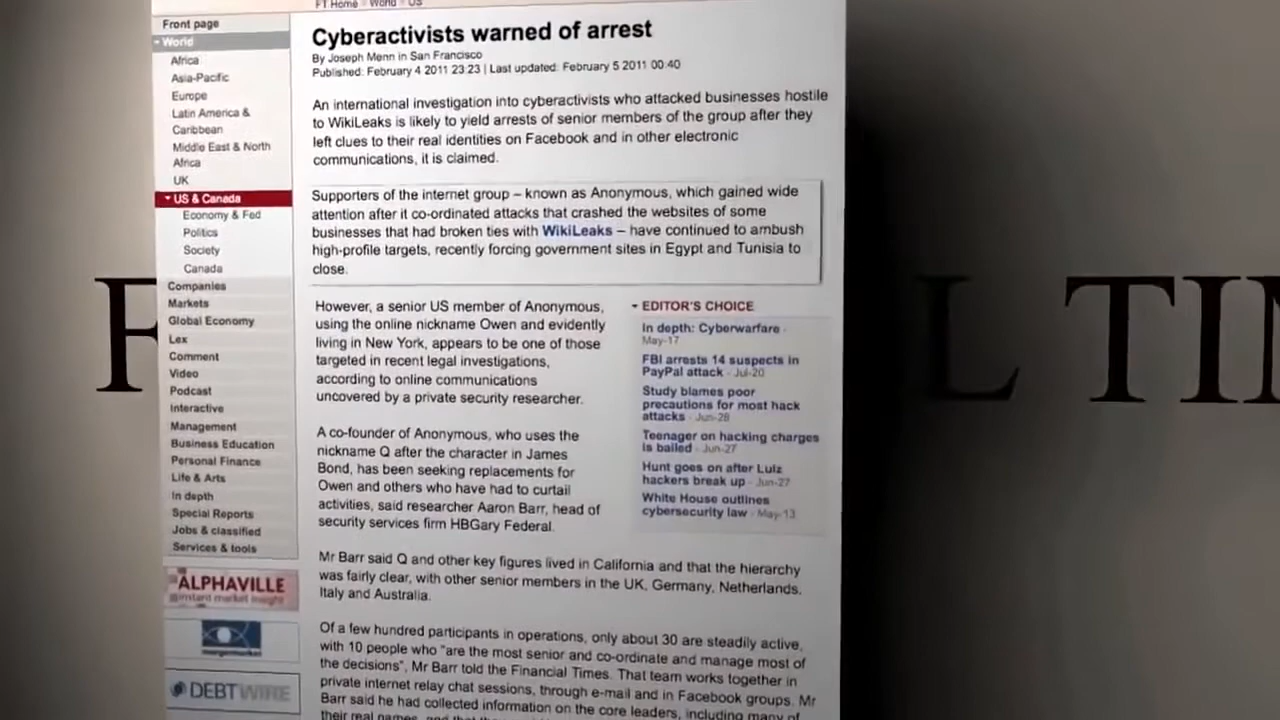 FT Home World US
Front page
World
Africa
Asia-Pacific
Europe
Latin America &
Caribbean
Middle East & North
Africa
UK
US & Canada
Economy & Fed
Politics
Society
Canada
Companies
Markets
Global Economy
Lex
Comment
Video
Podcast
Interactive
Management
Business Education
Personal Finance
Life & Arts
In depth
Special Reports
Jobs & classified
Services & tools
ALPHAVILLE
instant market insight
mergermarket
DEBTWIRE
Cyberactivists warned of arrest
By Joseph Menn in San Francisco
Published: February 4 2011 23:23 | Last updated: February 5 2011 00:40
An international investigation into cyberactivists who attacked businesses hostile
to WikiLeaks is likely to yield arrests of senior members of the group after they
left clues to their real identities on Facebook and in other electronic
communications, it is claimed.
Supporters of the internet group – known as Anonymous, which gained wide
attention after it co-ordinated attacks that crashed the websites of some
businesses that had broken ties with WikiLeaks – have continued to ambush
high-profile targets, recently forcing government sites in Egypt and Tunisia to
close.
However, a senior US member of Anonymous,
using the online nickname Owen and evidently
living in New York, appears to be one of those
targeted in recent legal investigations,
according to online communications
uncovered by a private security researcher.
A co-founder of Anonymous, who uses the
nickname Q after the character in James
Bond, has been seeking replacements for
Owen and others who have had to curtail
activities, said researcher Aaron Barr, head of
security services firm HBGary Federal.
EDITOR'S CHOICE
In depth: Cyberwarfare -
May-17
FBI arrests 14 suspects in
PayPal attack - Jul-20
Study blames poor
precautions for most hack
attacks - Jun-28
Teenager on hacking charges
is bailed - Jun-27
Hunt goes on after Lulz
hackers break up - Jun-27
White House outlines
cybersecurity law - May-13
Mr Barr said Q and other key figures lived in California and that the hierarchy
was fairly clear, with other senior members in the UK, Germany, Netherlands,
Italy and Australia.
Of a few hundred participants in operations, only about 30 are steadily active,
with 10 people who "are the most senior and co-ordinate and manage most of
the decisions", Mr Barr told the Financial Times. That team works together in
private internet relay chat sessions, through e-mail and in Facebook groups. Mr
Barr said he had collected information on the core leaders, including many of
their real names, and that they
F L TIM